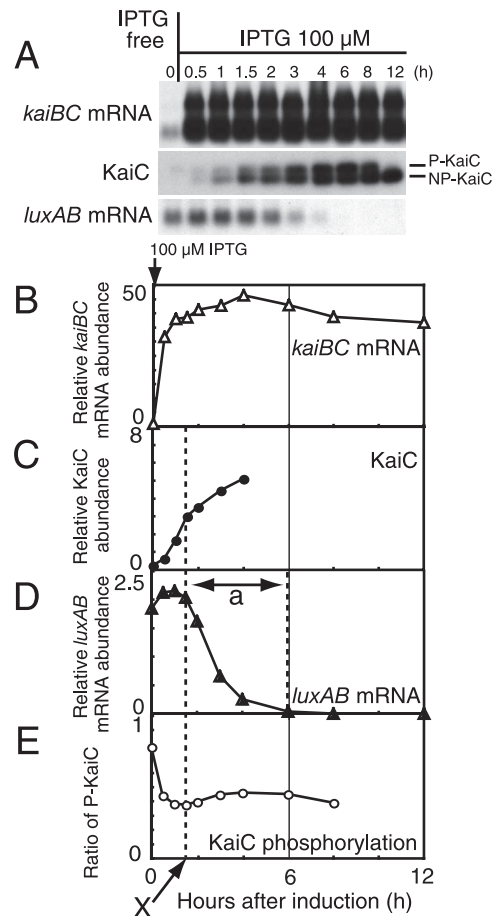 A
IPTG free
IPTG 100 µM
0 0.5 1 1.5 2 3 4 6 8 12 (h)
kaiBC mRNA
KaiC
P-KaiC
NP-KaiC
luxAB mRNA
100 µM IPTG
B
Relative kaiBC mRNA abundance
50
0
kaiBC mRNA
C
Relative KaiC abundance
8
0
KaiC
D
Relative luxAB mRNA abundance
2.5
0
a
luxAB mRNA
E
Ratio of P-KaiC
1
0
KaiC phosphorylation
0 6 12
X
Hours after induction (h)